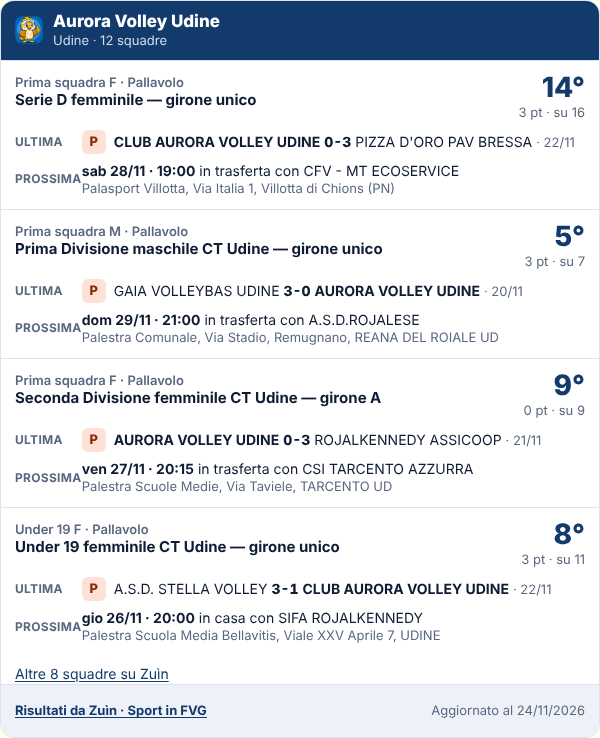 Aurora Volley Udine
Udine · 12 squadre
Prima squadra F · Pallavolo
Serie D femminile — girone unico
14°
3 pt · su 16
ULTIMA P CLUB AURORA VOLLEY UDINE 0-3 PIZZA D'ORO PAV BRESSA · 22/11
PROSSIMA sab 28/11 · 19:00 in trasferta con CFV - MT ECOSERVICE
Palasport Villotta, Via Italia 1, Villotta di Chions (PN)
Prima squadra M · Pallavolo
Prima Divisione maschile CT Udine — girone unico
5°
3 pt · su 7
ULTIMA P GAIA VOLLEYBAS UDINE 3-0 AURORA VOLLEY UDINE · 20/11
PROSSIMA dom 29/11 · 21:00 in trasferta con A.S.D.ROJALESE
Palestra Comunale, Via Stadio, Remugnano, REANA DEL ROIALE UD
Prima squadra F · Pallavolo
Seconda Divisione femminile CT Udine — girone A
9°
0 pt · su 9
ULTIMA P AURORA VOLLEY UDINE 0-3 ROJALKENNEDY ASSICOOP · 21/11
PROSSIMA ven 27/11 · 20:15 in trasferta con CSI TARCENTO AZZURRA
Palestra Scuole Medie, Via Taviele, TARCENTO UD
Under 19 F · Pallavolo
Under 19 femminile CT Udine — girone unico
8°
3 pt · su 11
ULTIMA P A.S.D. STELLA VOLLEY 3-1 CLUB AURORA VOLLEY UDINE · 22/11
PROSSIMA gio 26/11 · 20:00 in casa con SIFA ROJALKENNEDY
Palestra Scuola Media Bellavitis, Viale XXV Aprile 7, UDINE
Altre 8 squadre su Zuìn
Risultati da Zuìn · Sport in FVG
Aggiornato al 24/11/2026